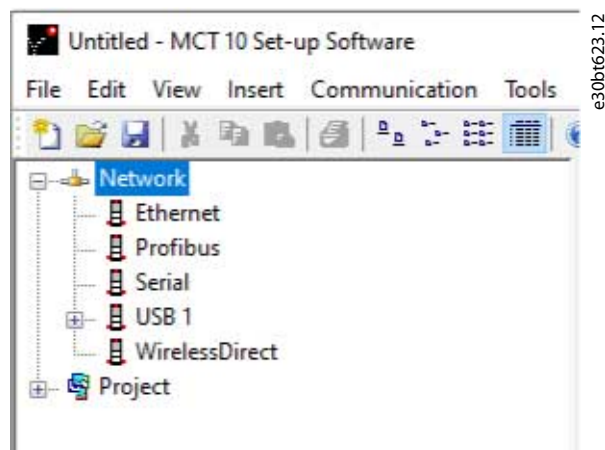 Untitled - MCT 10 Set-up Software
File Edit View Insert Communication Tools
Network
Ethernet
Profibus
Serial
USB 1
WirelessDirect
Project
e30bt623.12